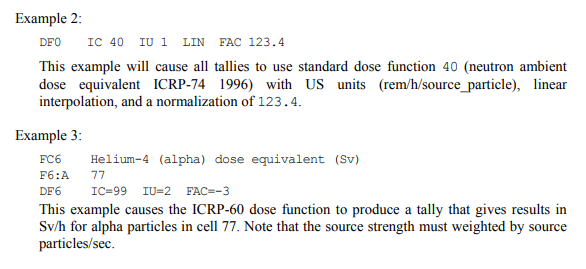 Example 2:
DF0 IC 40 IU 1 LIN FAC 123.4
This example will cause all tallies to use standard dose function 40 (neutron ambient
dose equivalent ICRP-74 1996) with US units (rem/h/source_particle), linear
interpolation, and a normalization of 123.4.
Example 3:
FC6 Helium-4 (alpha) dose equivalent (Sv)
F6:A 77
DF6 IC=99 IU=2 FAC=-3
This example causes the ICRP-60 dose function to produce a tally that gives results in
Sv/h for alpha particles in cell 77. Note that the source strength must weighted by source
particles/sec.